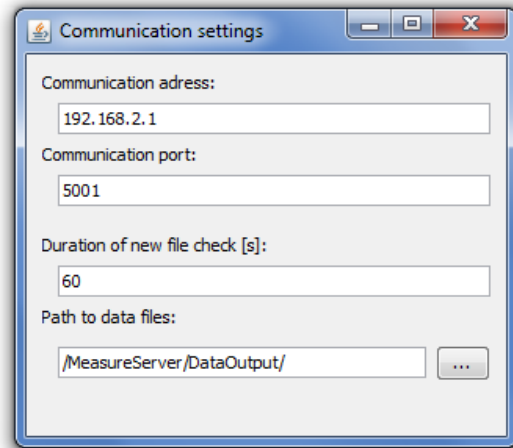 Communication settings
Communication adress:
192.168.2.1
Communication port:
5001
Duration of new file check [s]:
60
Path to data files:
/MeasureServer/DataOutput/
...